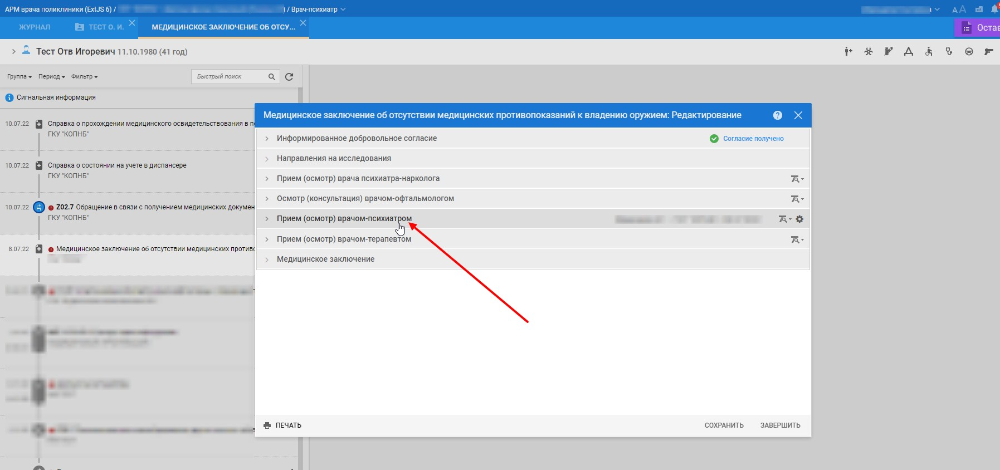 АРМ врача поликлиники (ExtJS 6) /
/ Врач-психиатр
AA
ЖУРНАЛ
ТЕСТ О. И.
МЕДИЦИНСКОЕ ЗАКЛЮЧЕНИЕ ОБ ОТСУ...
Остав
Тест Отв Игоревич 11.10.1980 (41 год)
Группа
Период
Фильтр
Быстрый поиск
Сигнальная информация
10.07.22
Справка о прохождении медицинского освидетельствования в п
ГКУ "КОПНБ"
10.07.22
Справка о состоянии на учете в диспансере
ГКУ "КОПНБ"
10.07.22
Z02.7 Обращение в связи с получением медицинских докумен
ГКУ "КОПНБ"
8.07.22
Медицинское заключение об отсутствии медицинских противо
Медицинское заключение об отсутствии медицинских противопоказаний к владению оружием: Редактирование
Информированное добровольное согласие
Согласие получено
Направления на исследования
Прием (осмотр) врача психиатра-нарколога
Осмотр (консультация) врачом-офтальмологом
Прием (осмотр) врачом-психиатром
Прием (осмотр) врачом-терапевтом
Медицинское заключение
ПЕЧАТЬ
СОХРАНИТЬ
ЗАВЕРШИТЬ